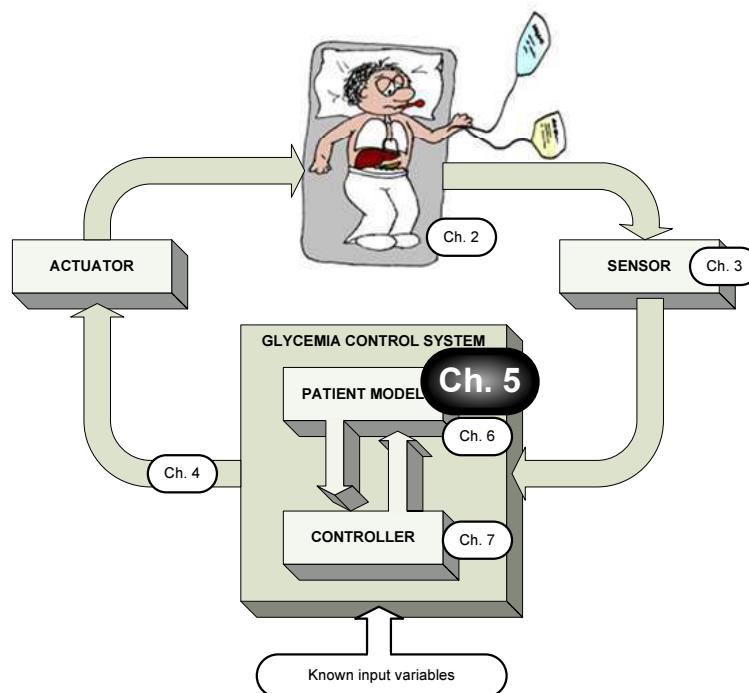 Ch. 2
ACTUATOR
SENSOR
Ch. 3
GLYCEMIA CONTROL SYSTEM
PATIENT MODEL
Ch. 5
Ch. 6
Ch. 4
CONTROLLER
Ch. 7
Known input variables